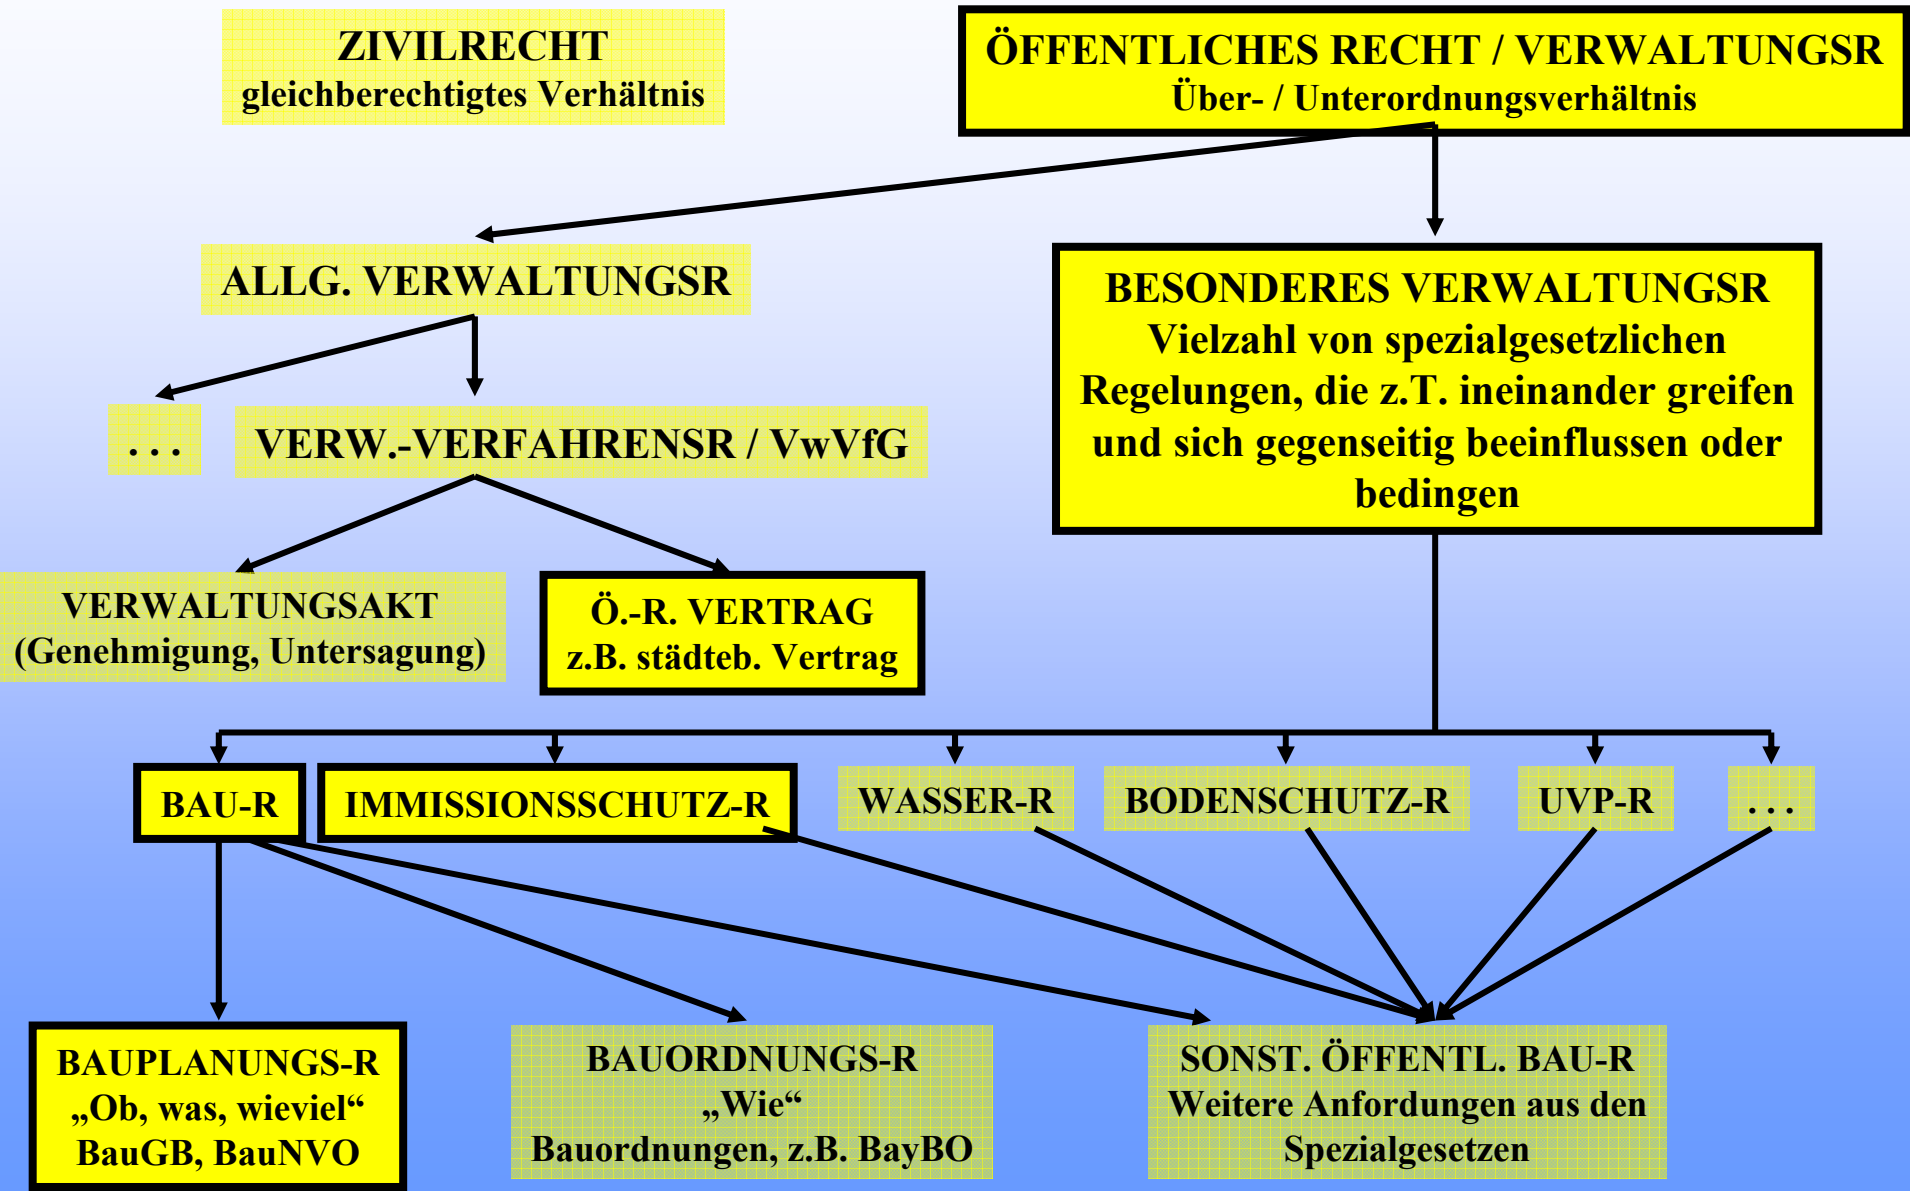 ZIVILRECHT
gleichberechtigtes Verhältnis
ÖFFENTLICHES RECHT / VERWALTUNGSR
Über- / Unterordnungsverhältnis
ALLG. VERWALTUNGSR
BESONDERES VERWALTUNGSR
Vielzahl von spezialgesetzlichen
Regelungen, die z.T. ineinander greifen
und sich gegenseitig beeinflussen oder
bedingen
. . .
VERW.-VERFAHRENSR / VwVfG
VERWALTUNGSAKT
(Genehmigung, Untersagung)
Ö.-R. VERTRAG
z.B. städteb. Vertrag
BAU-R
IMMISSIONSSCHUTZ-R
WASSER-R
BODENSCHUTZ-R
UVP-R
. . .
BAUPLANUNGS-R
„Ob, was, wieviel“
BauGB, BauNVO
BAUORDNUNGS-R
„Wie“
Bauordnungen, z.B. BayBO
SONST. ÖFFENTL. BAU-R
Weitere Anfordungen aus den
Spezialgesetzen